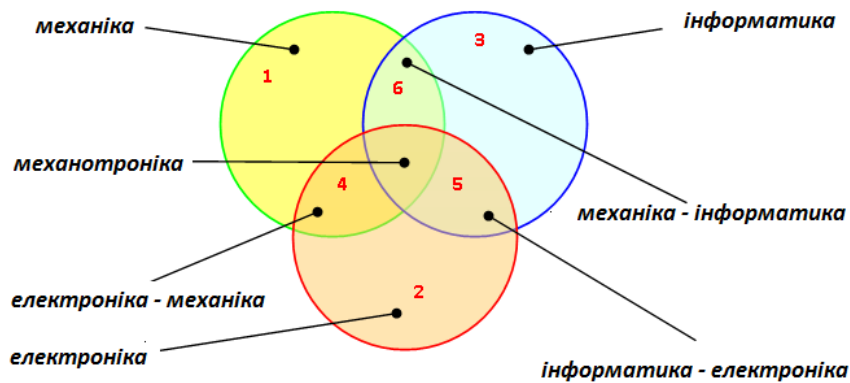 механіка
інформатика
3
1
6
механотроніка
4
5
механіка - інформатика
електроніка - механіка
2
електроніка
інформатика - електроніка